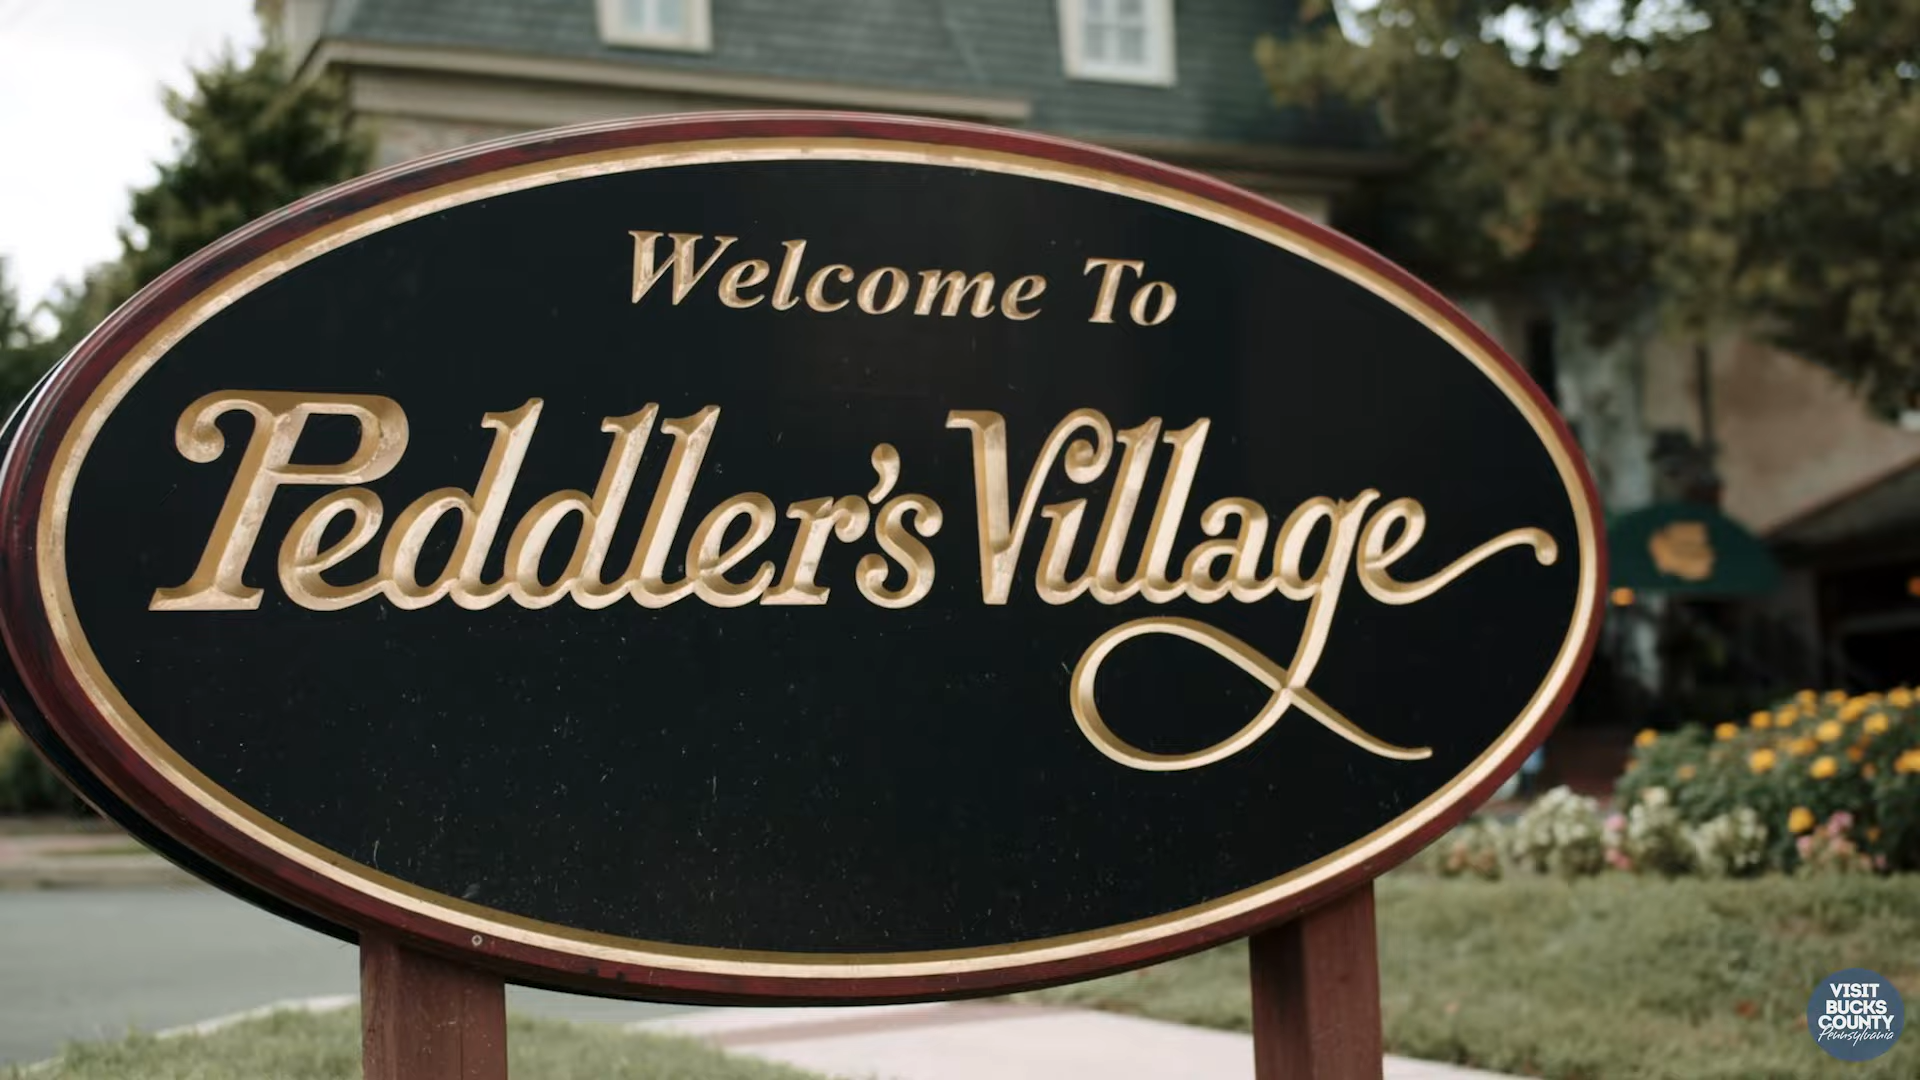 Welcome To
Peddler's Village
VISIT
BUCKS
COUNTY
Pennsylvania